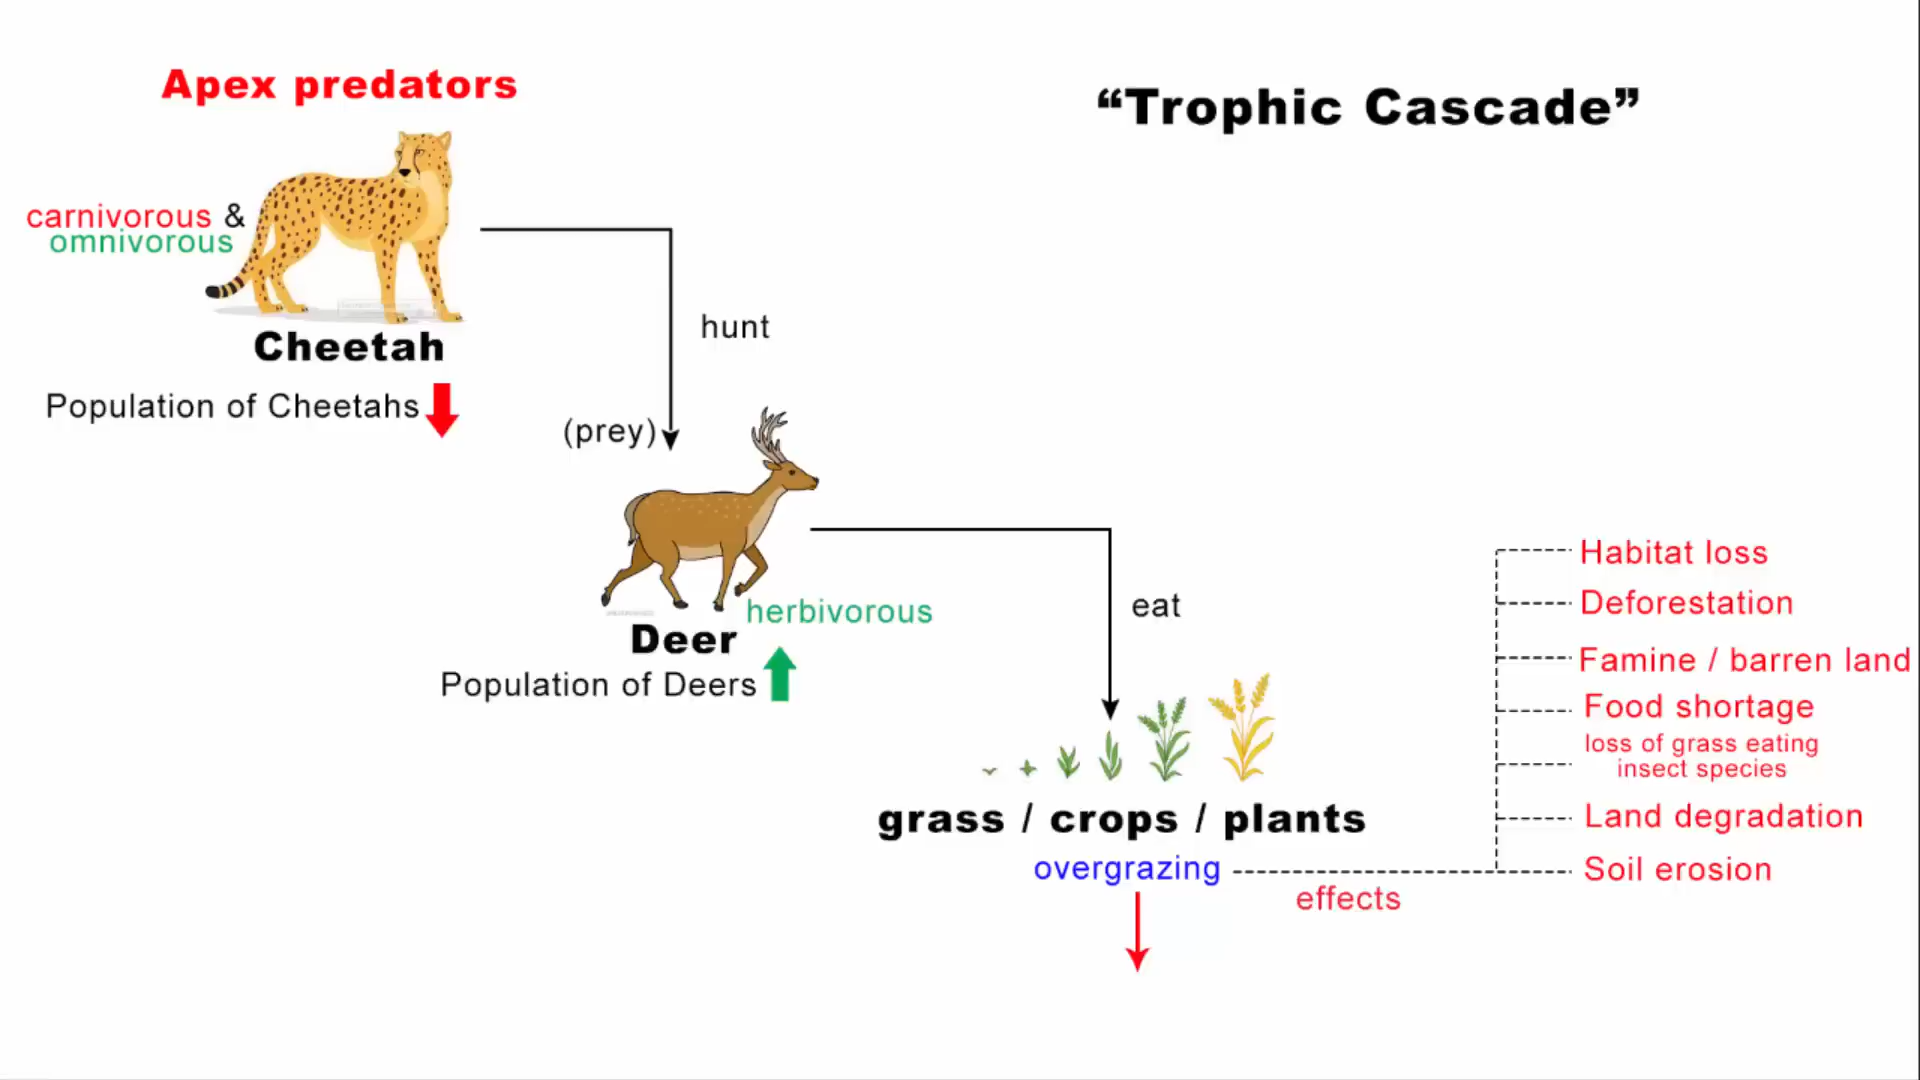 Apex predators
“Trophic Cascade”
carnivorous &
omnivorous
Cheetah
Population of Cheetahs
hunt
(prey)
herbivorous
Deer
Population of Deers
eat
grass / crops / plants
overgrazing
effects
Habitat loss
Deforestation
Famine / barren land
Food shortage
loss of grass eating
insect species
Land degradation
Soil erosion